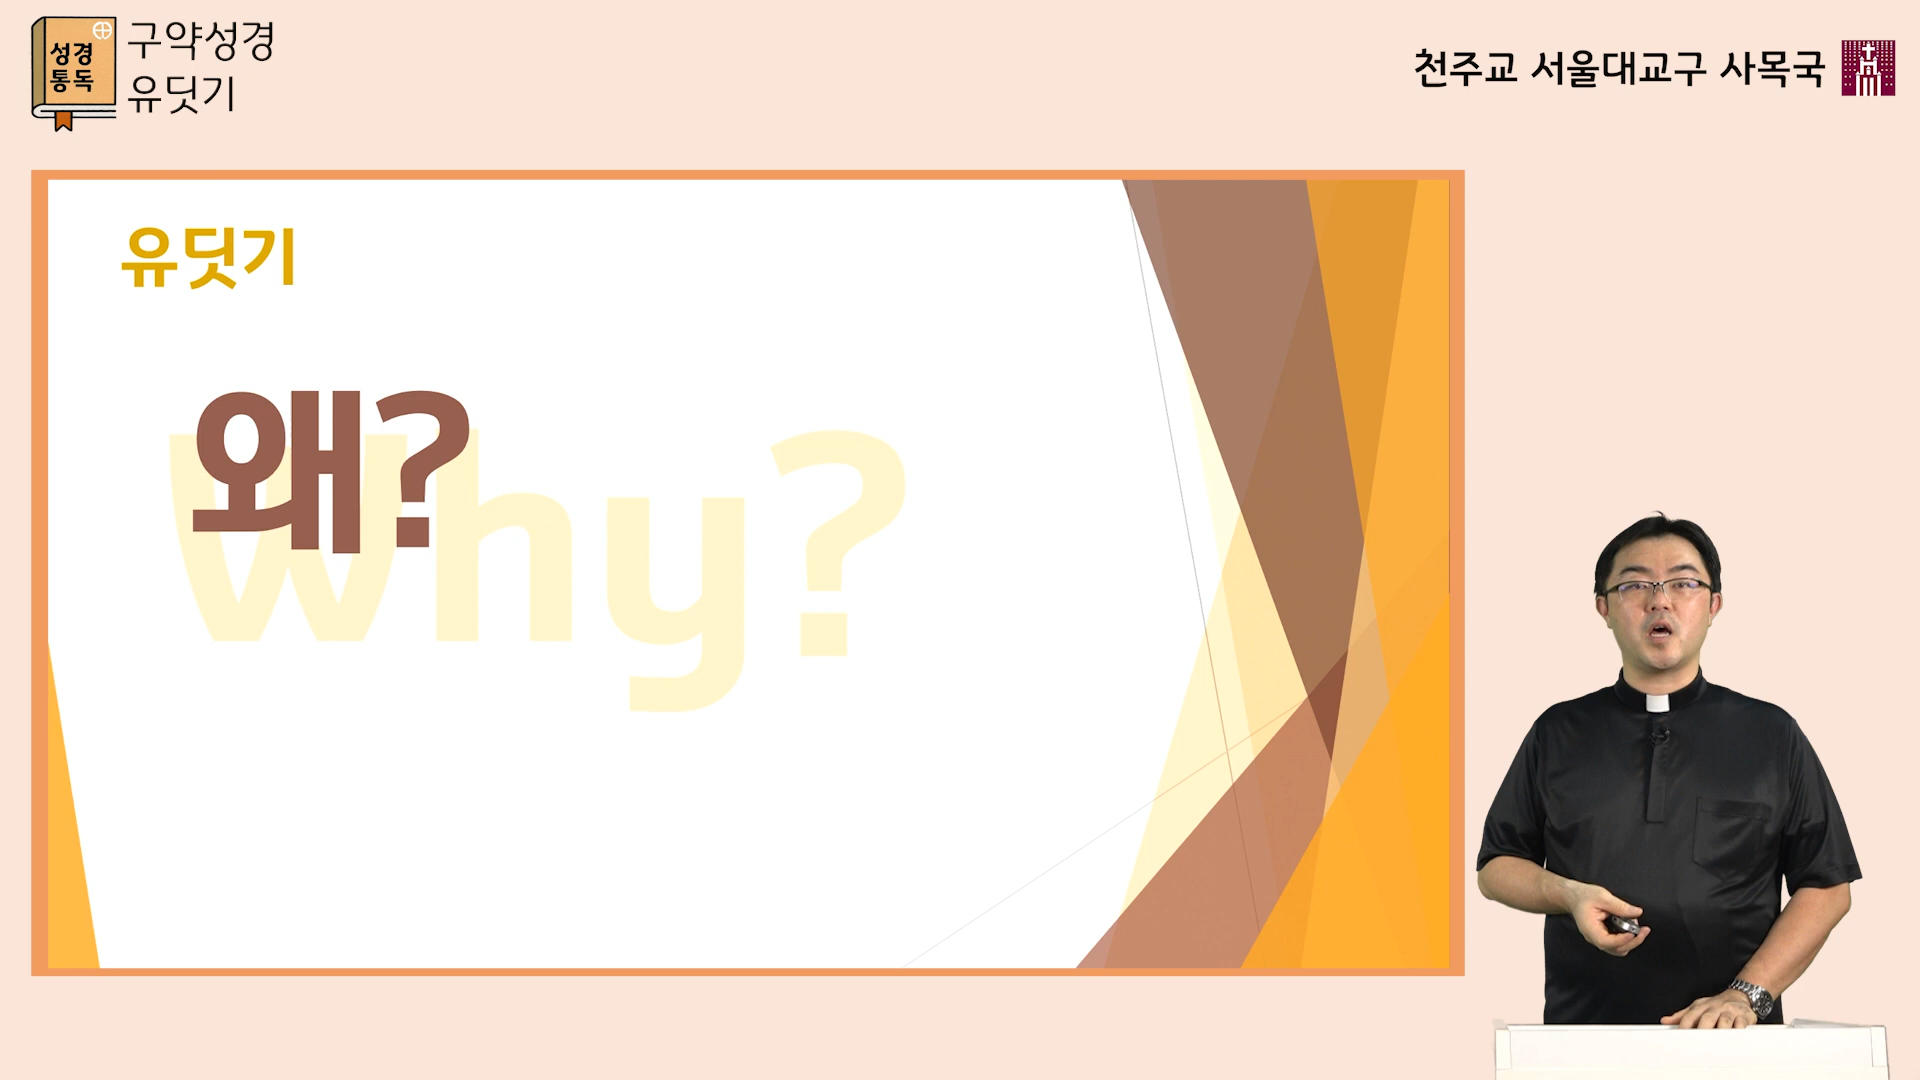 성경
통독
구약성경
유딧기
천주교 서울대교구 사목국
유딧기
왜?
Why?